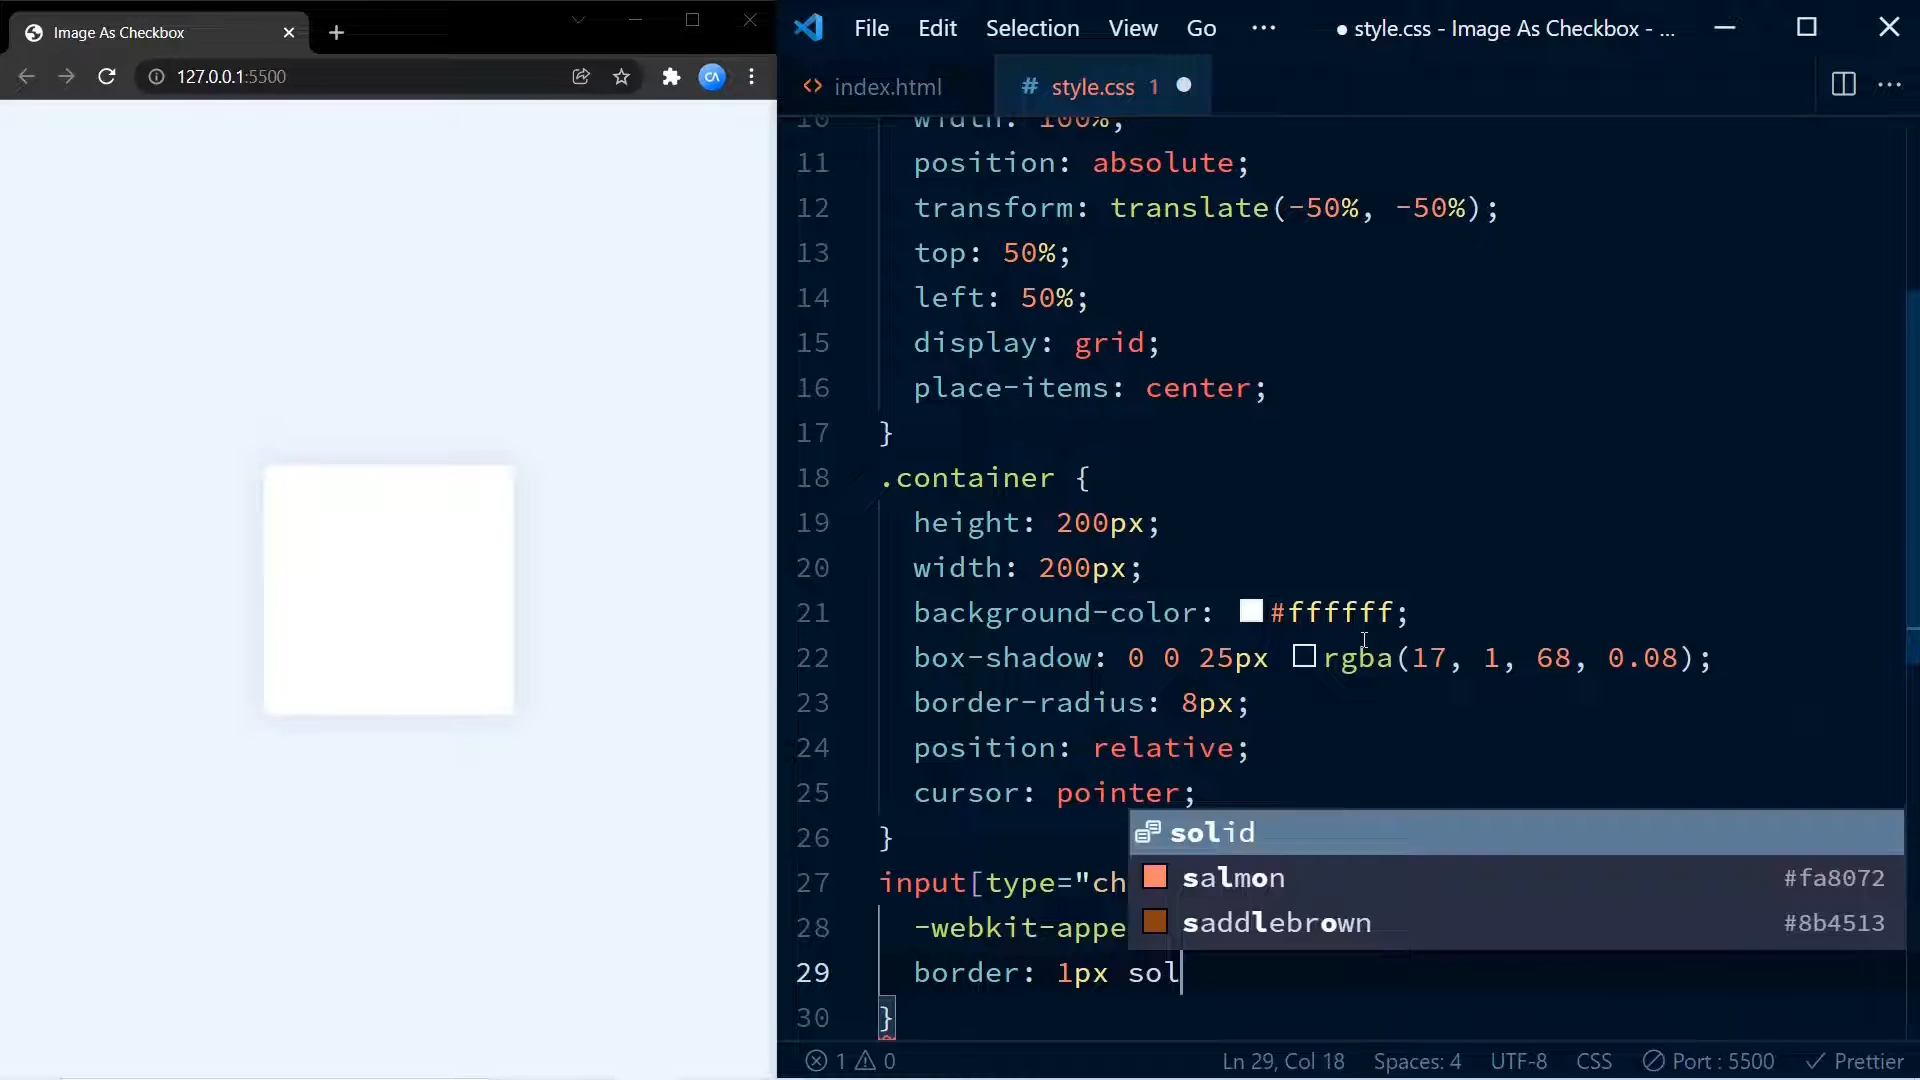 Image As Checkbox
127.0.0.1:5500
File Edit Selection View Go ··· ● style.css - Image As Checkbox - ...
<> index.html # style.css 1 ●
10 width: 100%;
11 position: absolute;
12 transform: translate(-50%, -50%);
13 top: 50%;
14 left: 50%;
15 display: grid;
16 place-items: center;
17 }
18 .container {
19 height: 200px;
20 width: 200px;
21 background-color: #ffffff;
22 box-shadow: 0 0 25px rgba(17, 1, 68, 0.08);
23 border-radius: 8px;
24 position: relative;
25 cursor: pointer;
26 }
solid
27 input[type="ch
salmon #fa8072
28 -webkit-appe
saddlebrown #8b4513
29 border: 1px sol
30 }
1 0 Ln 29, Col 18 Spaces: 4 UTF-8 CSS Port : 5500 Prettier
CA